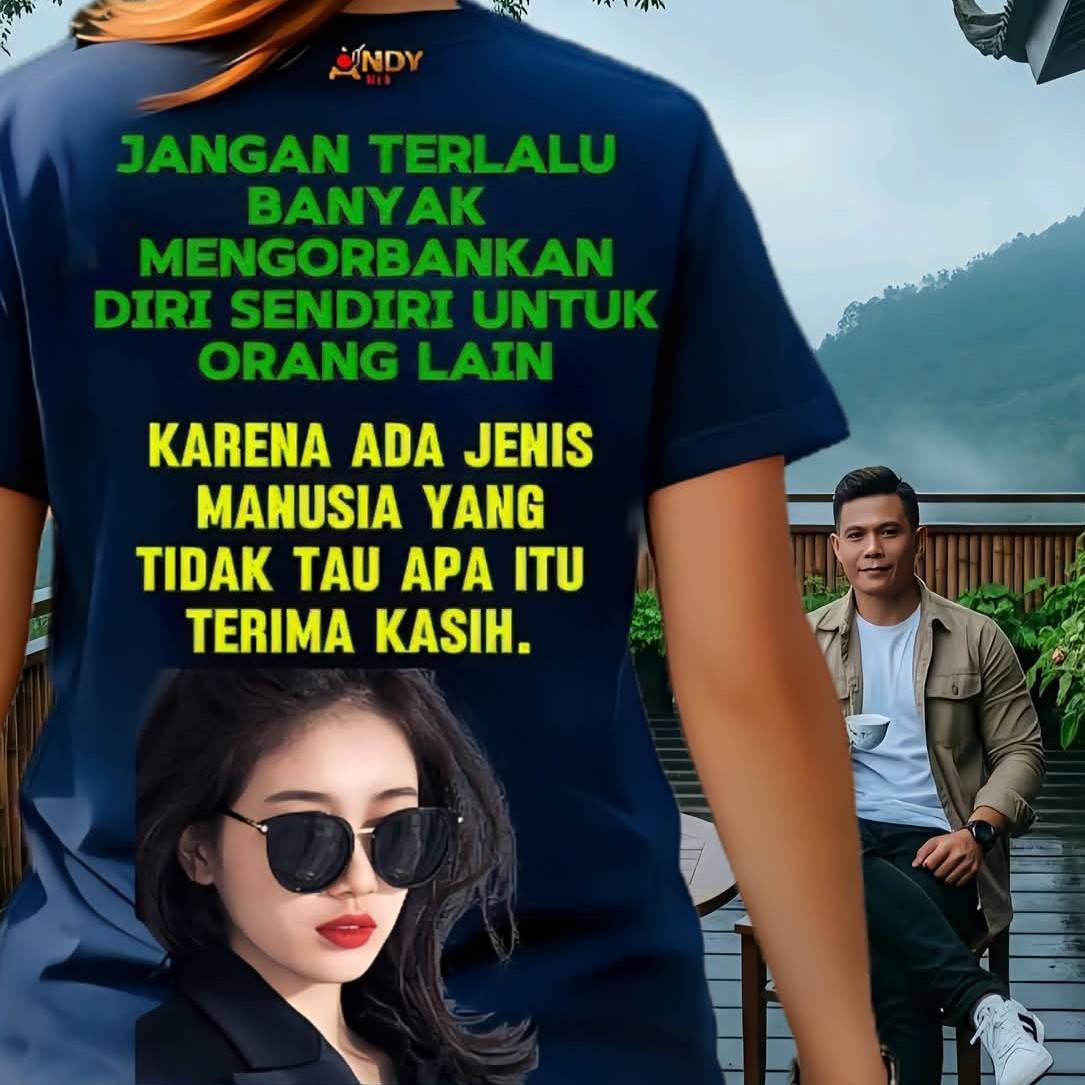 ANDY
JANGAN TERLALU
BANYAK
MENGORBANKAN
DIRI SENDIRI UNTUK
ORANG LAIN
KARENA ADA JENIS
MANUSIA YANG
TIDAK TAU APA ITU
TERIMA KASIH.